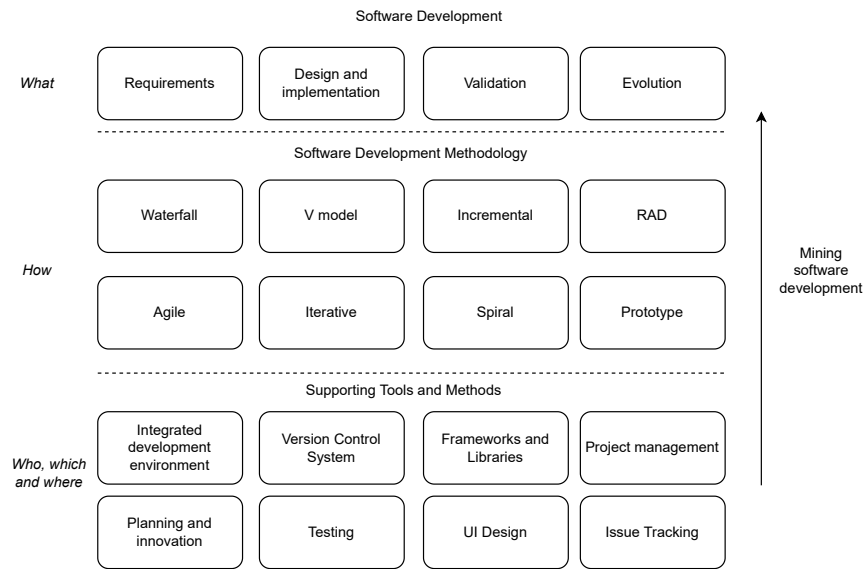 Software Development
What
Requirements
Design and
implementation
Validation
Evolution
Software Development Methodology
How
Waterfall
V model
Incremental
RAD
Agile
Iterative
Spiral
Prototype
Mining
software
development
Supporting Tools and Methods
Who, which
and where
Integrated
development
environment
Version Control
System
Frameworks and
Libraries
Project management
Planning and
innovation
Testing
UI Design
Issue Tracking